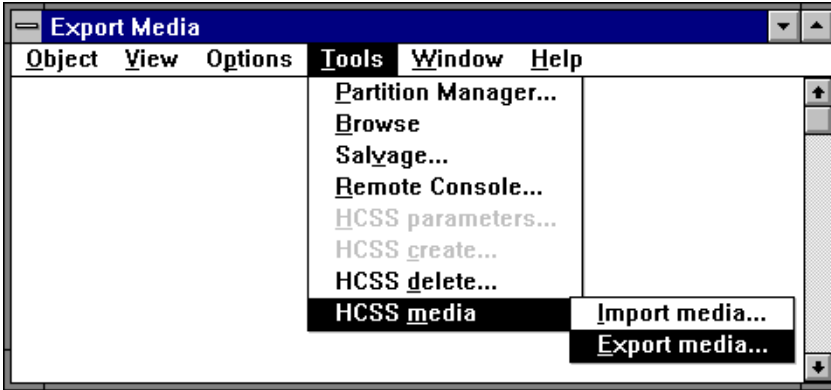 Export Media
Object View Options Tools Window Help
Partition Manager...
Browse
Salvage...
Remote Console...
HCSS parameters...
HCSS create...
HCSS delete...
HCSS media
Import media...
Export media...